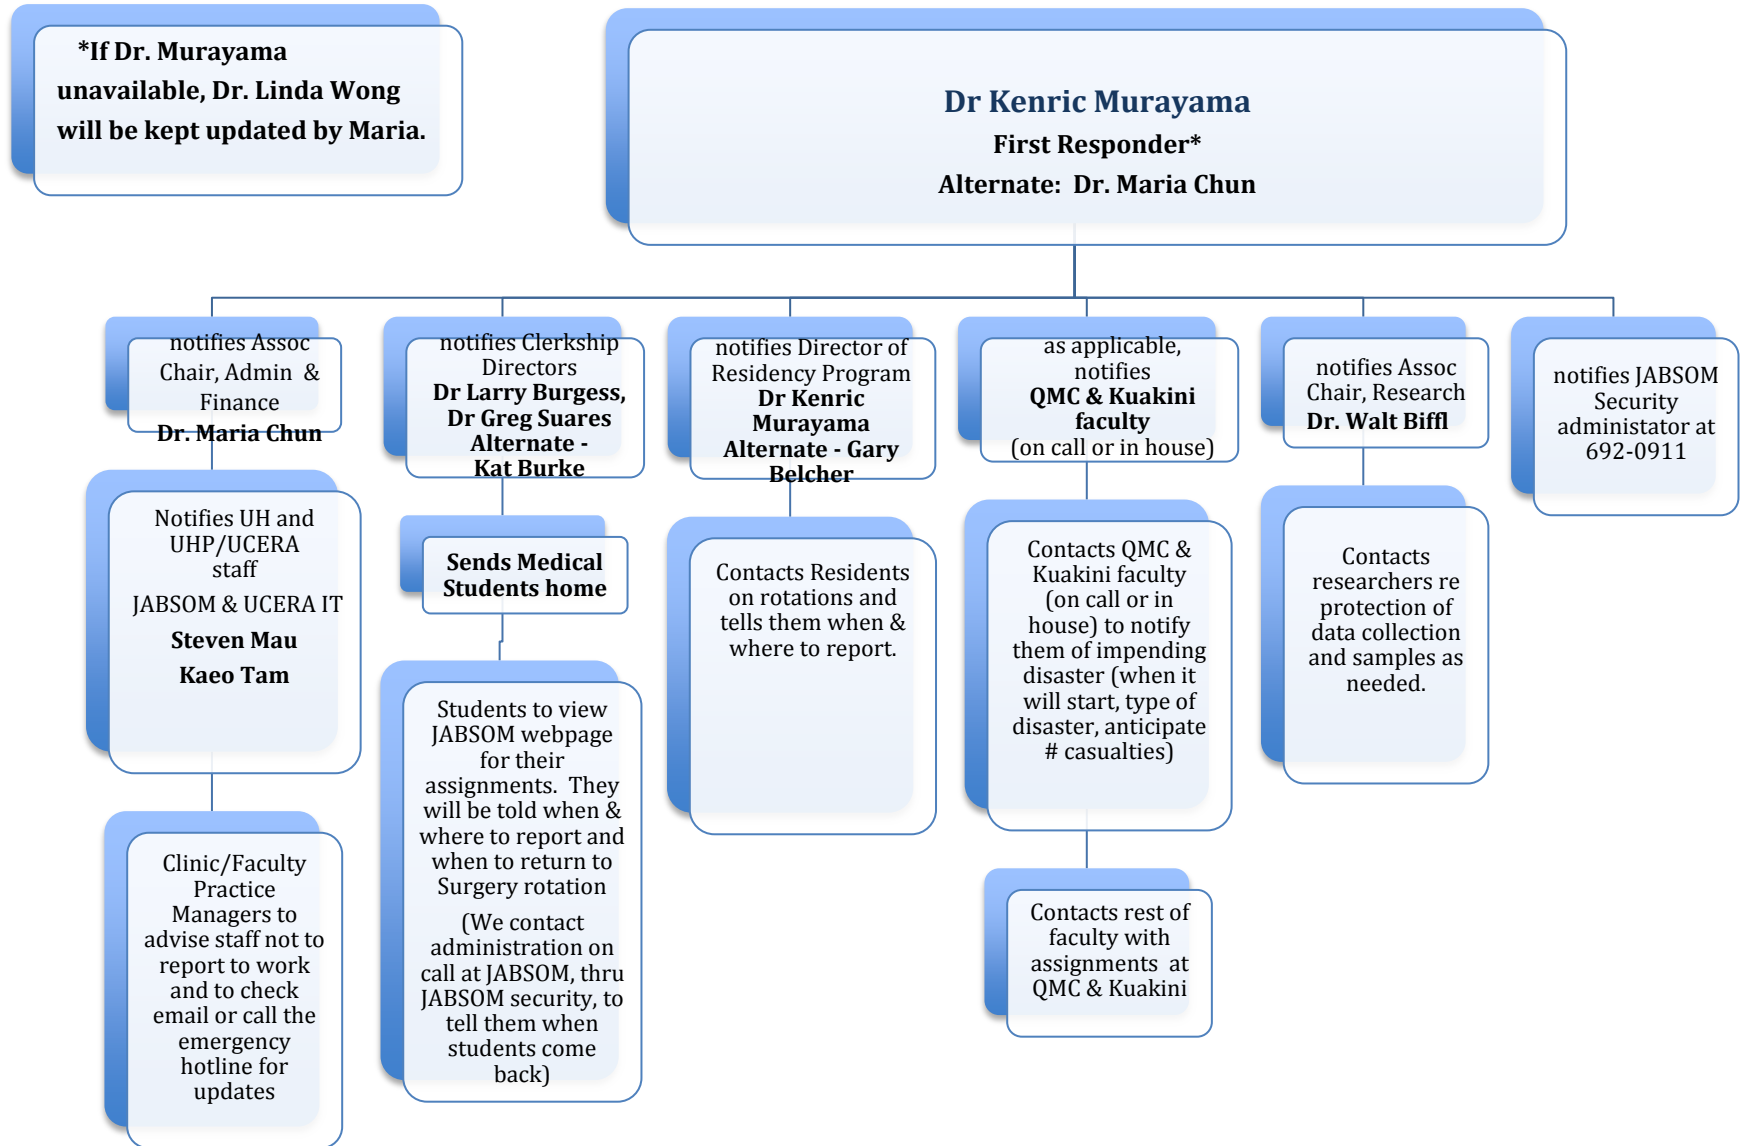 *If Dr. Murayama
unavailable, Dr. Linda Wong
will be kept updated by Maria.
Dr Kenric Murayama
First Responder*
Alternate: Dr. Maria Chun
notifies Assoc
Chair, Admin &
Finance
Dr. Maria Chun
Notifies UH and
UHP/UCERA
staff
JABSOM & UCERA IT
Steven Mau
Kaeo Tam
Clinic/Faculty
Practice
Managers to
advise staff not to
report to work
and to check
email or call the
emergency
hotline for
updates
notifies Clerkship
Directors
Dr Larry Burgess,
Dr Greg Suares
Alternate -
Kat Burke
Sends Medical
Students home
Students to view
JABSOM webpage
for their
assignments. They
will be told when &
where to report and
when to return to
Surgery rotation
(We contact
administration on
call at JABSOM, thru
JABSOM security, to
tell them when
students come
back)
notifies Director of
Residency Program
Dr Kenric
Murayama
Alternate - Gary
Belcher
Contacts Residents
on rotations and
tells them when &
where to report.
as applicable,
notifies
QMC & Kuakini
faculty
(on call or in house)
Contacts QMC &
Kuakini faculty
(on call or in
house) to notify
them of impending
disaster (when it
will start, type of
disaster, anticipate
# casualties)
Contacts rest of
faculty with
assignments at
QMC & Kuakini
notifies Assoc
Chair, Research
Dr. Walt Biffl
Contacts
researchers re
protection of
data collection
and samples as
needed.
notifies JABSOM
Security
administator at
692-0911